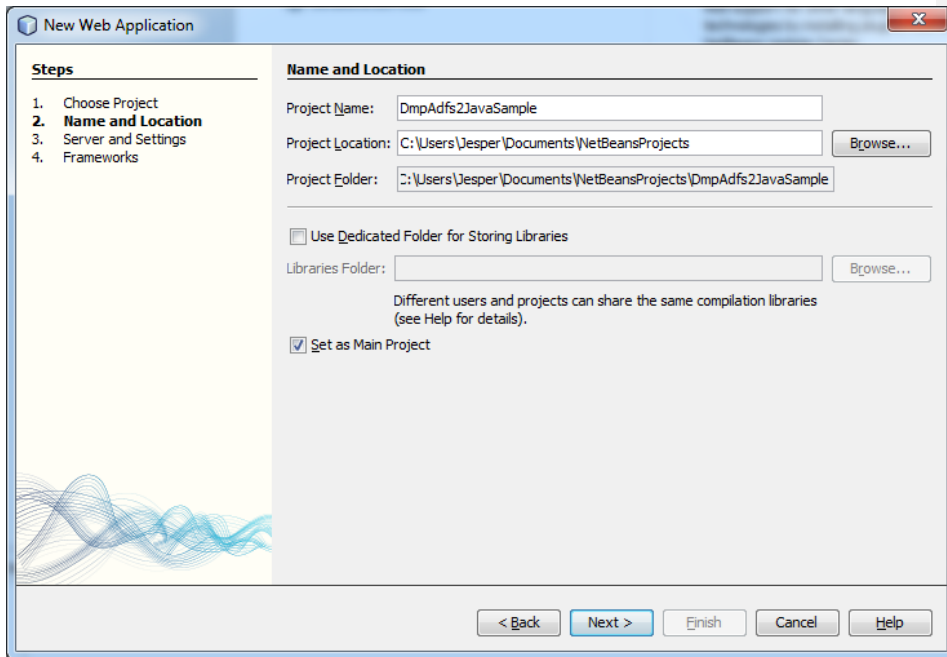 New Web Application
Steps
1. Choose Project
2. Name and Location
3. Server and Settings
4. Frameworks
Name and Location
Project Name: DmpAdfs2JavaSample
Project Location: C:\Users\Jesper\Documents\NetBeansProjects Browse...
Project Folder: C:\Users\Jesper\Documents\NetBeansProjects\DmpAdfs2JavaSample
Use Dedicated Folder for Storing Libraries
Libraries Folder: Browse...
Different users and projects can share the same compilation libraries
(see Help for details).
Set as Main Project
< Back Next > Finish Cancel Help